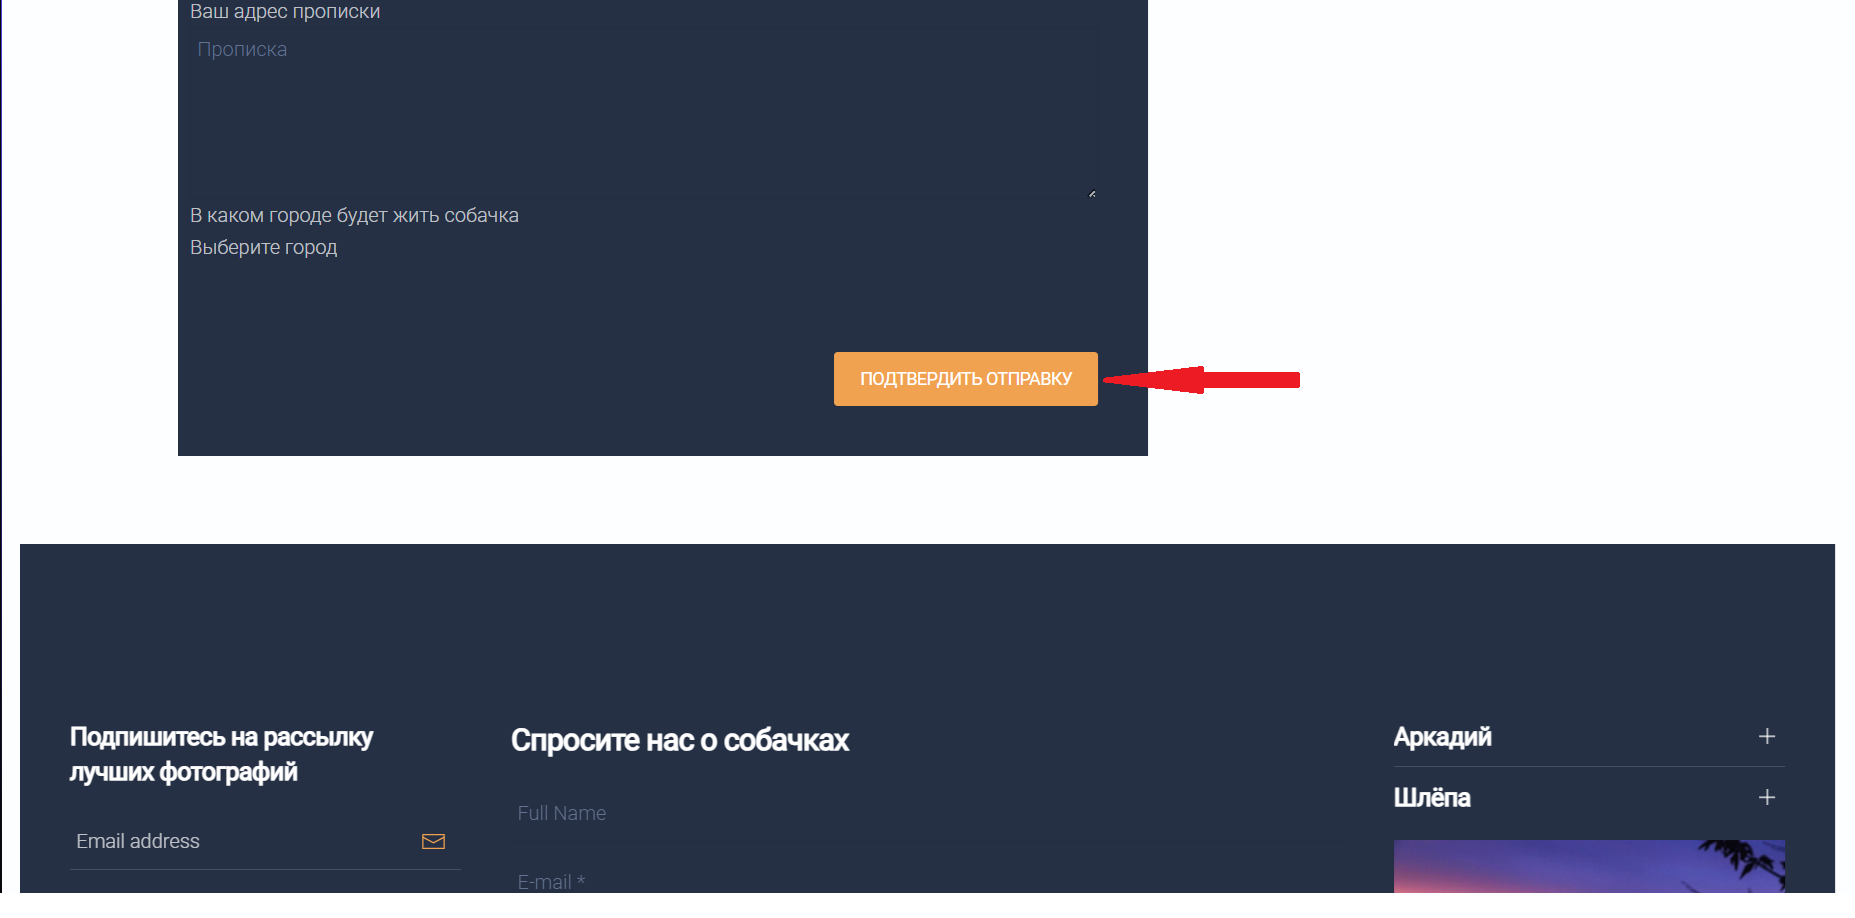 Ваш адрес прописки
Прописка
В каком городе будет жить собачка
Выберите город
ПОДТВЕРДИТЬ ОТПРАВКУ
Подпишитесь на рассылку
лучших фотографий
Email address
Спросите нас о собачках
Full Name
E-mail *
Аркадий
Шлёпа